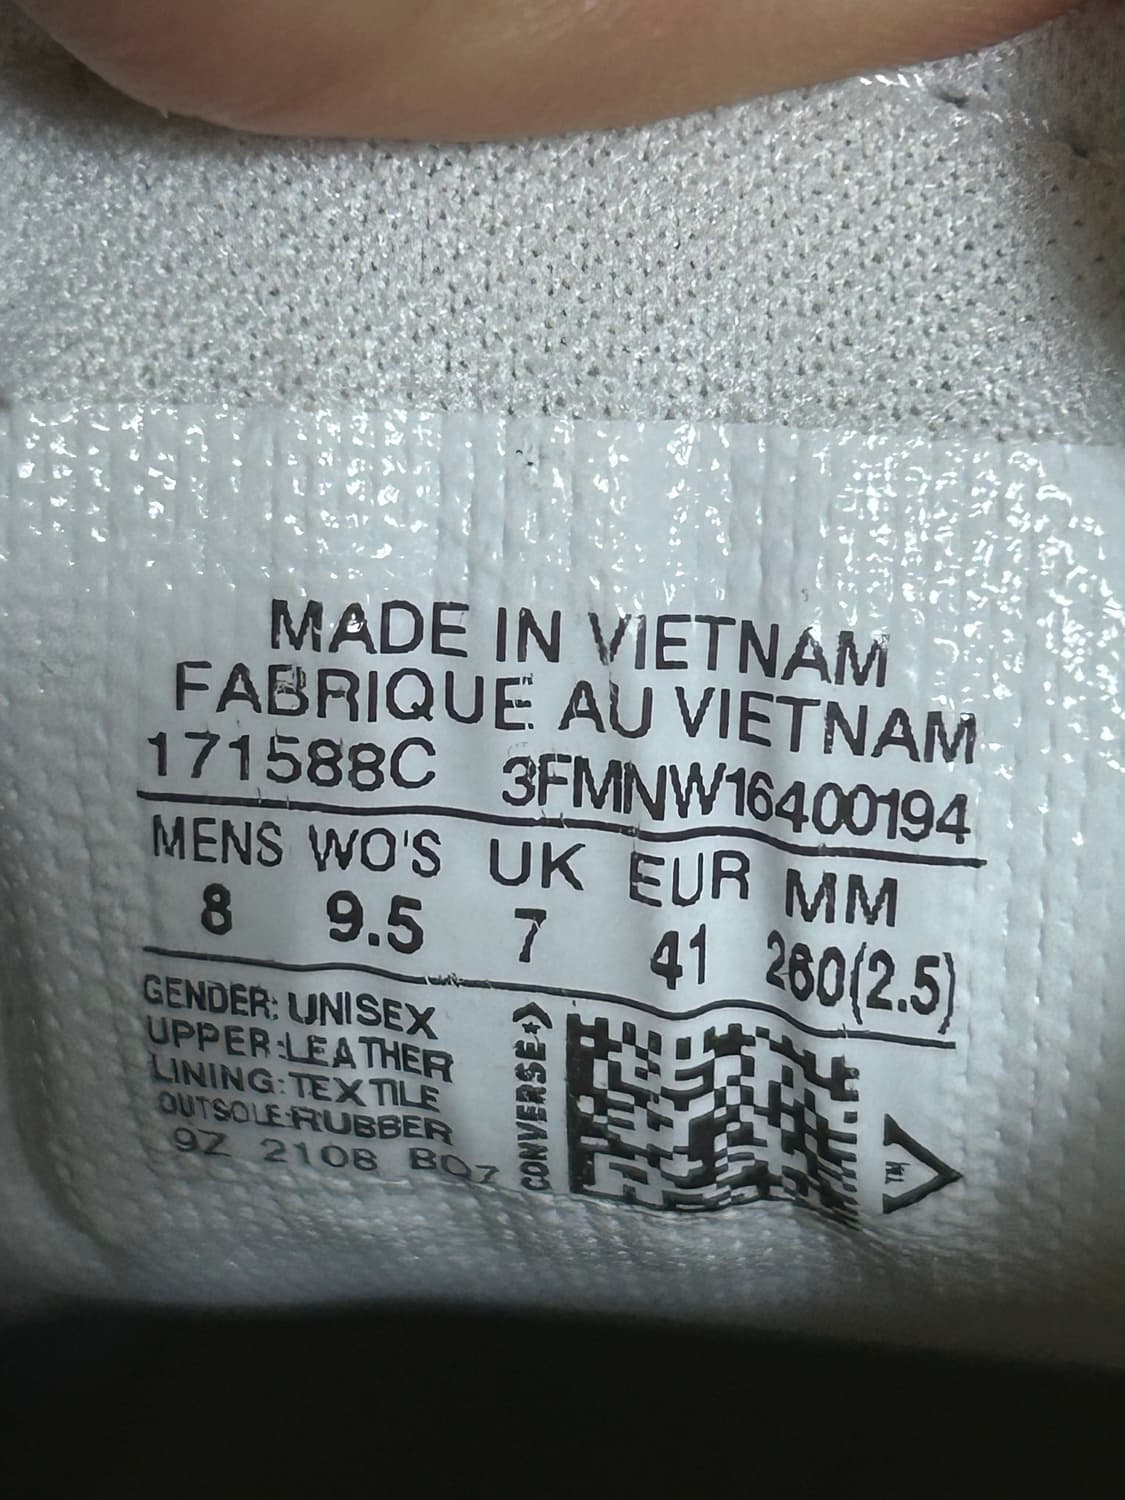 MADE IN VIETNAM
FABRIQUE AU VIETNAM
171588C 3FMNW16400194
MENS WO'S UK EUR MM
8 9.5 7 41 260(2.5)
GENDER: UNISEX
UPPER:LEATHER
LINING:TEXTILE
OUTSOLE:RUBBER
9Z 2108 B07
CONVERSE